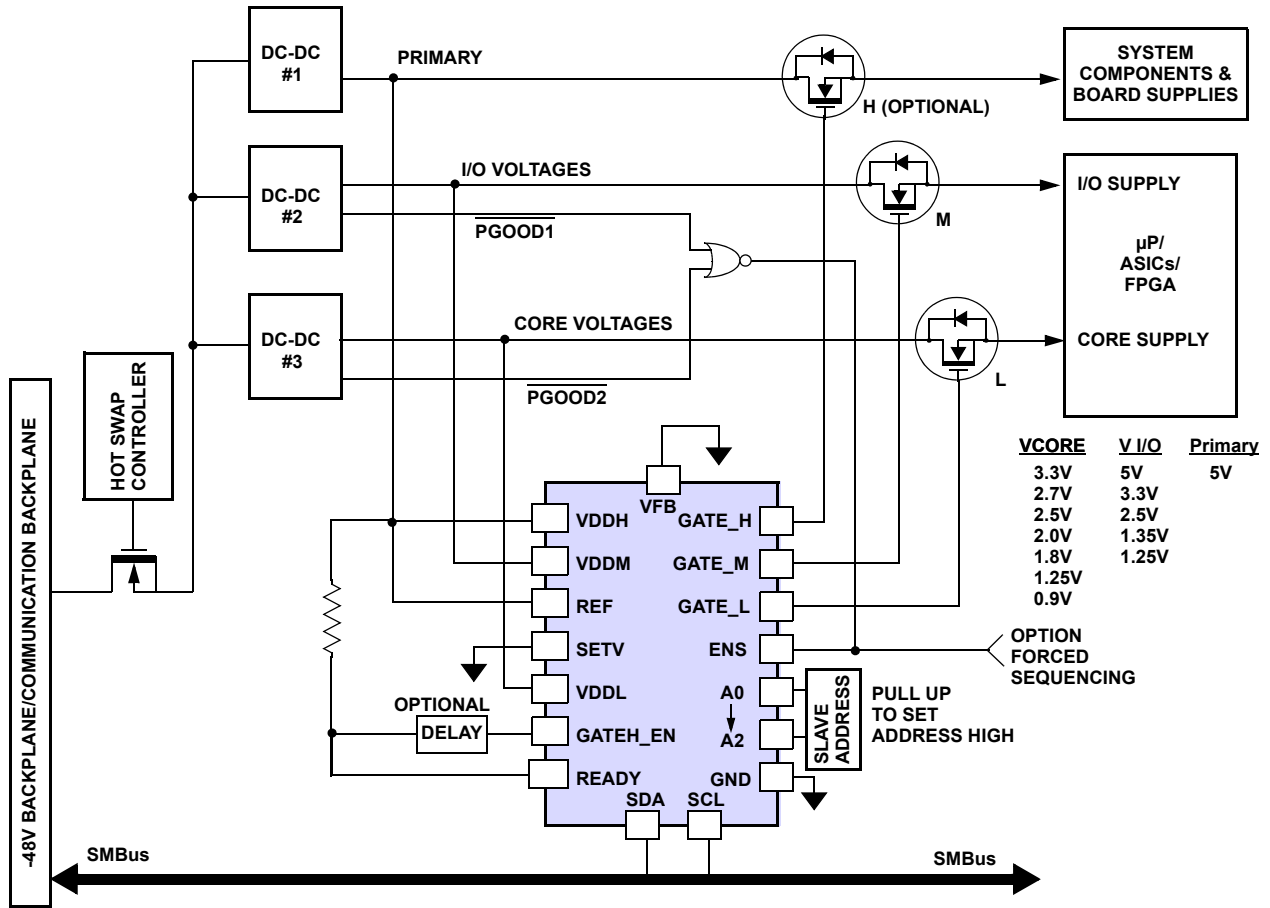 DC-DC
#1
PRIMARY
H (OPTIONAL)
SYSTEM
COMPONENTS &
BOARD SUPPLIES
DC-DC
#2
I/O VOLTAGES
PGOOD1
M
I/O SUPPLY
µP/
ASICs/
FPGA
DC-DC
#3
CORE VOLTAGES
PGOOD2
L
CORE SUPPLY
HOT SWAP
CONTROLLER
-48V BACKPLANE/COMMUNICATION BACKPLANE
VFB
VDDH
VDDM
REF
SETV
VDDL
GATEH_EN
READY
GATE_H
GATE_M
GATE_L
ENS
A0
A2
GND
SDA
SCL
OPTIONAL
DELAY
SLAVE
ADDRESS
PULL UP
TO SET
ADDRESS HIGH
OPTION
FORCED
SEQUENCING
VCORE V I/O Primary
3.3V 5V 5V
2.7V 3.3V
2.5V 2.5V
2.0V 1.35V
1.8V 1.25V
1.25V
0.9V
SMBus
SMBus